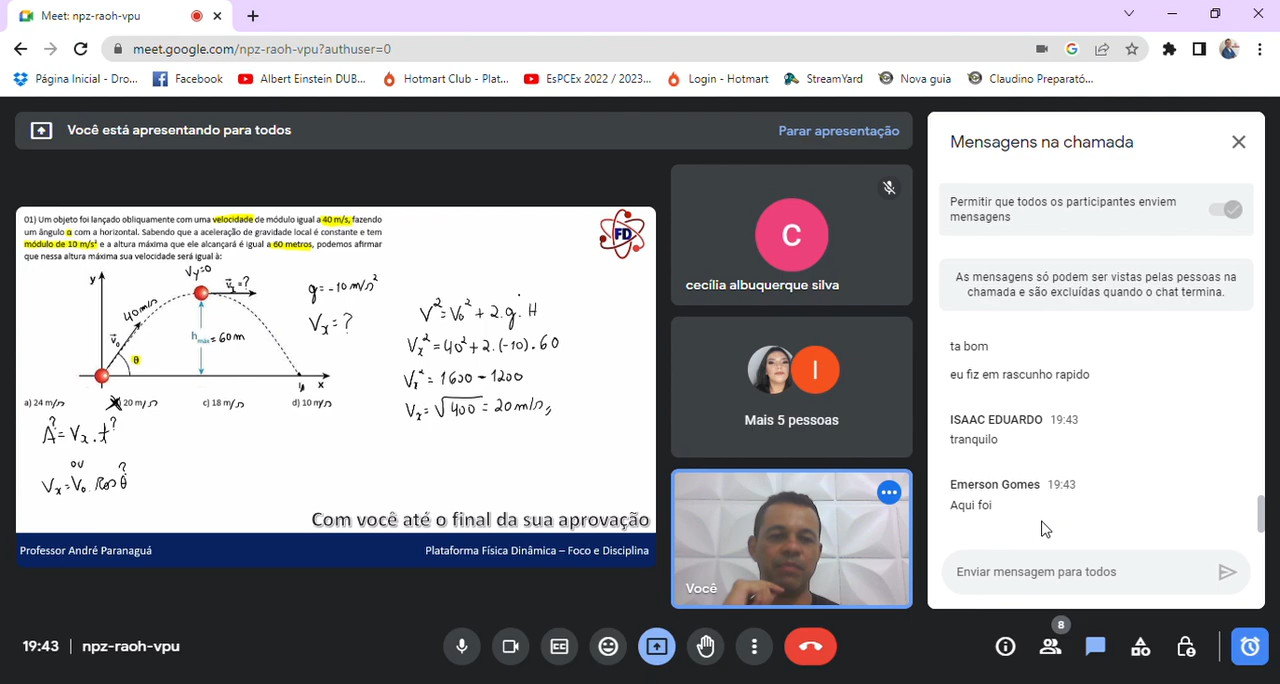 Meet: npz-raoh-vpu
meet.google.com/npz-raoh-vpu?authuser=0
Página Inicial - Dro...
Facebook
Albert Einstein DUB...
Hotmart Club - Plat...
EsPCEx 2022 / 2023...
Login - Hotmart
StreamYard
Nova guia
Claudino Preparató...
Você está apresentando para todos
Parar apresentação
01) Um objeto foi lançado obliquamente com uma velocidade de módulo igual a 40 m/s, fazendo
um ângulo α com a horizontal. Sabendo que a aceleração de gravidade local é constante e tem
módulo de 10 m/s² e a altura máxima que ele alcançará é igual a 60 metros, podemos afirmar
que nessa altura máxima sua velocidade será igual à:
FD
y
Vy=0
Vx=?
40 m/s
V₀
θ
hmáx = 60m
x
g = -10 m/s²
Vx = ?
V² = V₀² + 2.g.H
Vx² = 40² + 2.(-10).60
Vx² = 1600 - 1200
Vx = √400 = 20 m/s,
a) 24 m/s
20 m/s
c) 18 m/s
d) 10 m/s
?
?
A = Vx . t
ou
?
Vx = V₀ . cos θ
Com você até o final da sua aprovação
Professor André Paranaguá
Plataforma Física Dinâmica – Foco e Disciplina
C
cecília albuquerque silva
I
Mais 5 pessoas
Você
Mensagens na chamada
Permitir que todos os participantes enviem
mensagens
As mensagens só podem ser vistas pelas pessoas na
chamada e são excluídas quando o chat termina.
ta bom
eu fiz em rascunho rapido
ISAAC EDUARDO 19:43
tranquilo
Emerson Gomes 19:43
Aqui foi
Enviar mensagem para todos
19:43 | npz-raoh-vpu
8